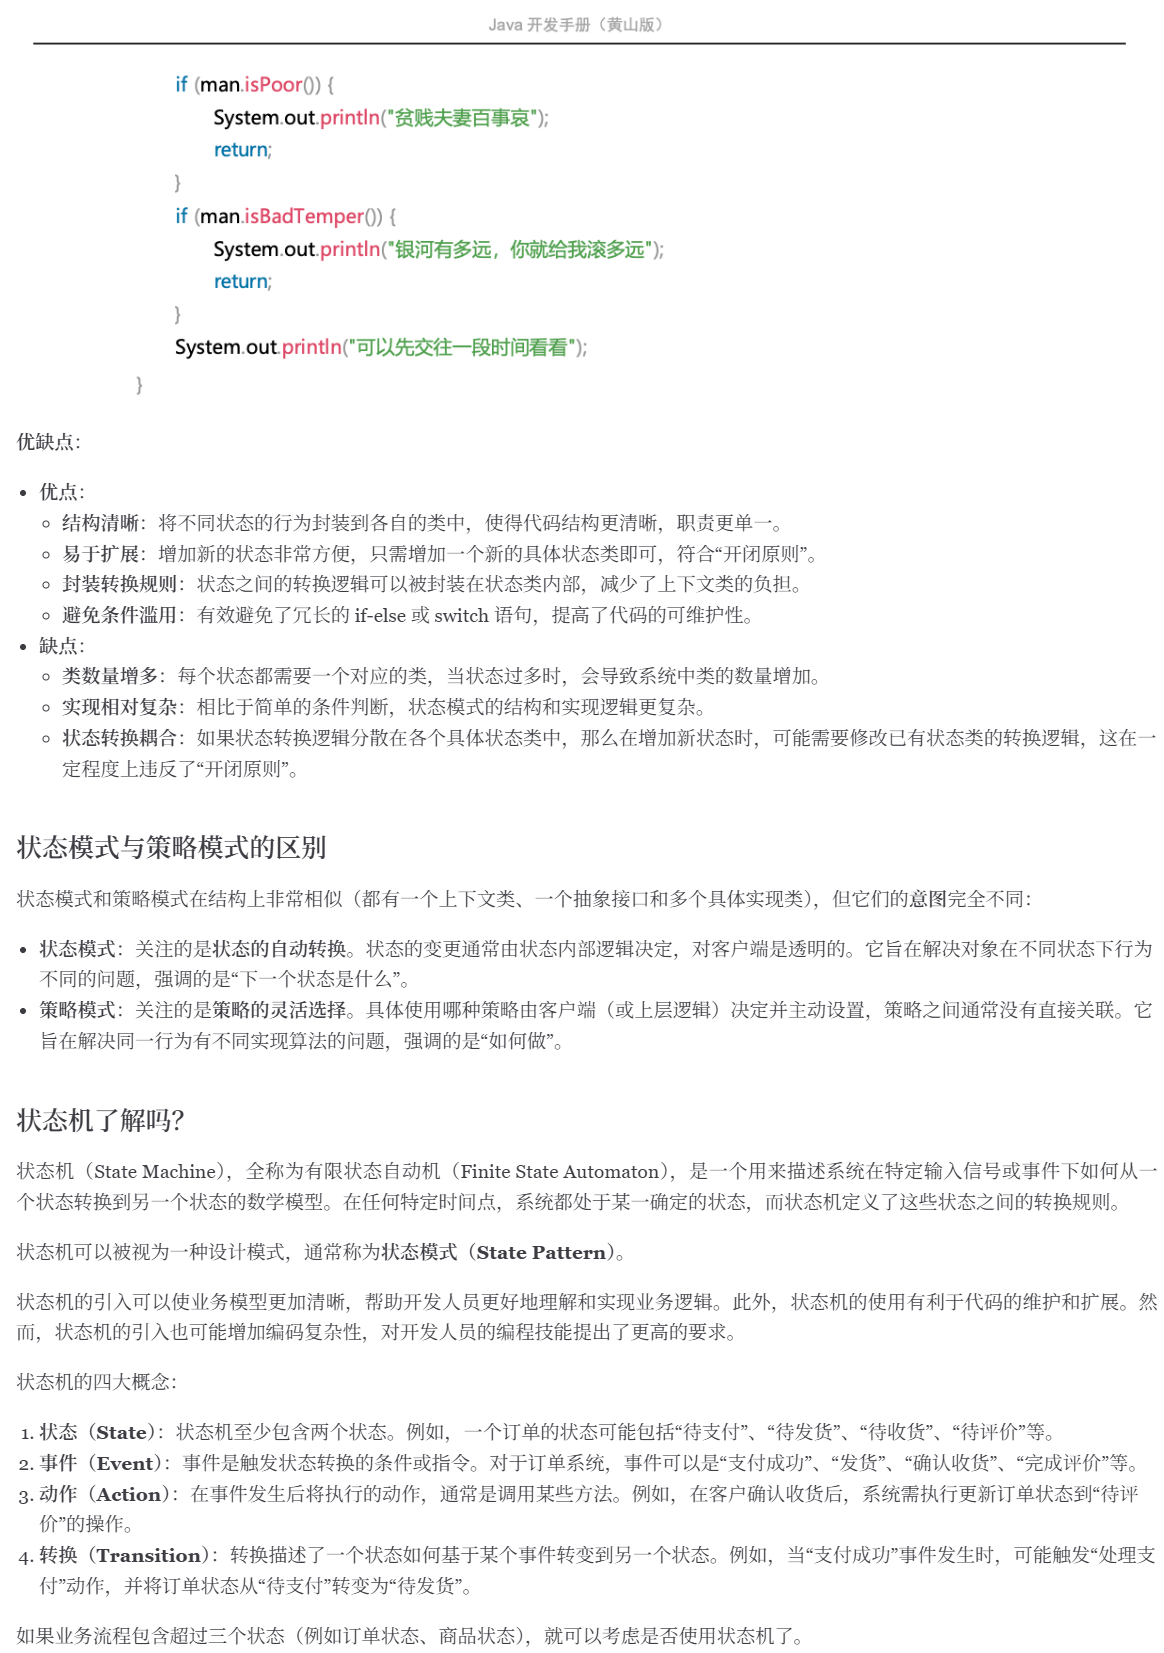 Java 开发手册（黄山版）
if (man.isPoor()) {
System.out.println("贫贱夫妻百事哀");
return;
}
if (man.isBadTemper()) {
System.out.println("银河有多远，你就给我滚多远");
return;
}
System.out.println("可以先交往一段时间看看");
}
优缺点：
• 优点：
◦ 结构清晰：将不同状态的行为封装到各自的类中，使得代码结构更清晰，职责更单一。
◦ 易于扩展：增加新的状态非常方便，只需增加一个新的具体状态类即可，符合“开闭原则”。
◦ 封装转换规则：状态之间的转换逻辑可以被封装在状态类内部，减少了上下文类的负担。
◦ 避免条件滥用：有效避免了冗长的 if-else 或 switch 语句，提高了代码的可维护性。
• 缺点：
◦ 类数量增多：每个状态都需要一个对应的类，当状态过多时，会导致系统中类的数量增加。
◦ 实现相对复杂：相比于简单的条件判断，状态模式的结构和实现逻辑更复杂。
◦ 状态转换耦合：如果状态转换逻辑分散在各个具体状态类中，那么在增加新状态时，可能需要修改已有状态类的转换逻辑，这在一
定程度上违反了“开闭原则”。
状态模式与策略模式的区别
状态模式和策略模式在结构上非常相似（都有一个上下文类、一个抽象接口和多个具体实现类），但它们的意图完全不同：
• 状态模式：关注的是状态的自动转换。状态的变更通常由状态内部逻辑决定，对客户端是透明的。它旨在解决对象在不同状态下行为
不同的问题，强调的是“下一个状态是什么”。
• 策略模式：关注的是策略的灵活选择。具体使用哪种策略由客户端（或上层逻辑）决定并主动设置，策略之间通常没有直接关联。它
旨在解决同一行为有不同实现算法的问题，强调的是“如何做”。
状态机了解吗？
状态机（State Machine），全称为有限状态自动机（Finite State Automaton），是一个用来描述系统在特定输入信号或事件下如何从一
个状态转换到另一个状态的数学模型。在任何特定时间点，系统都处于某一确定的状态，而状态机定义了这些状态之间的转换规则。
状态机可以被视为一种设计模式，通常称为状态模式（State Pattern）。
状态机的引入可以使业务模型更加清晰，帮助开发人员更好地理解和实现业务逻辑。此外，状态机的使用有利于代码的维护和扩展。然
而，状态机的引入也可能增加编码复杂性，对开发人员的编程技能提出了更高的要求。
状态机的四大概念：
1. 状态（State）：状态机至少包含两个状态。例如，一个订单的状态可能包括“待支付”、“待发货”、“待收货”、“待评价”等。
2. 事件（Event）：事件是触发状态转换的条件或指令。对于订单系统，事件可以是“支付成功”、“发货”、“确认收货”、“完成评价”等。
3. 动作（Action）：在事件发生后将执行的动作，通常是调用某些方法。例如，在客户确认收货后，系统需执行更新订单状态到“待评
价”的操作。
4. 转换（Transition）：转换描述了一个状态如何基于某个事件转变到另一个状态。例如，当“支付成功”事件发生时，可能触发“处理支
付”动作，并将订单状态从“待支付”转变为“待发货”。
如果业务流程包含超过三个状态（例如订单状态、商品状态），就可以考虑是否使用状态机了。